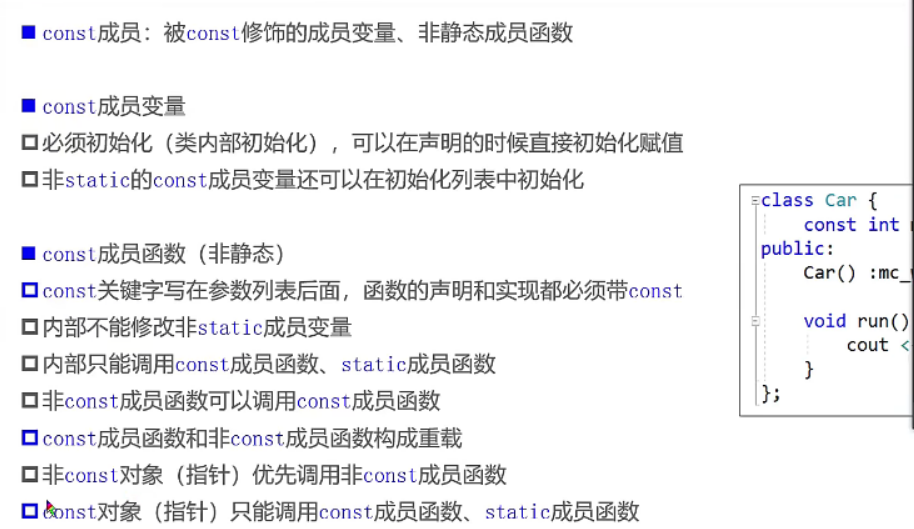 const成员：被const修饰的成员变量、非静态成员函数
const成员变量
必须初始化（类内部初始化），可以在声明的时候直接初始化赋值
非static的const成员变量还可以在初始化列表中初始化
const成员函数（非静态）
const关键字写在参数列表后面，函数的声明和实现都必须带const
内部不能修改非static成员变量
内部只能调用const成员函数、static成员函数
非const成员函数可以调用const成员函数
const成员函数和非const成员函数构成重载
非const对象（指针）优先调用非const成员函数
const对象（指针）只能调用const成员函数、static成员函数
class Car {
const int
public:
Car() :mc_
void run()
cout <
}
};